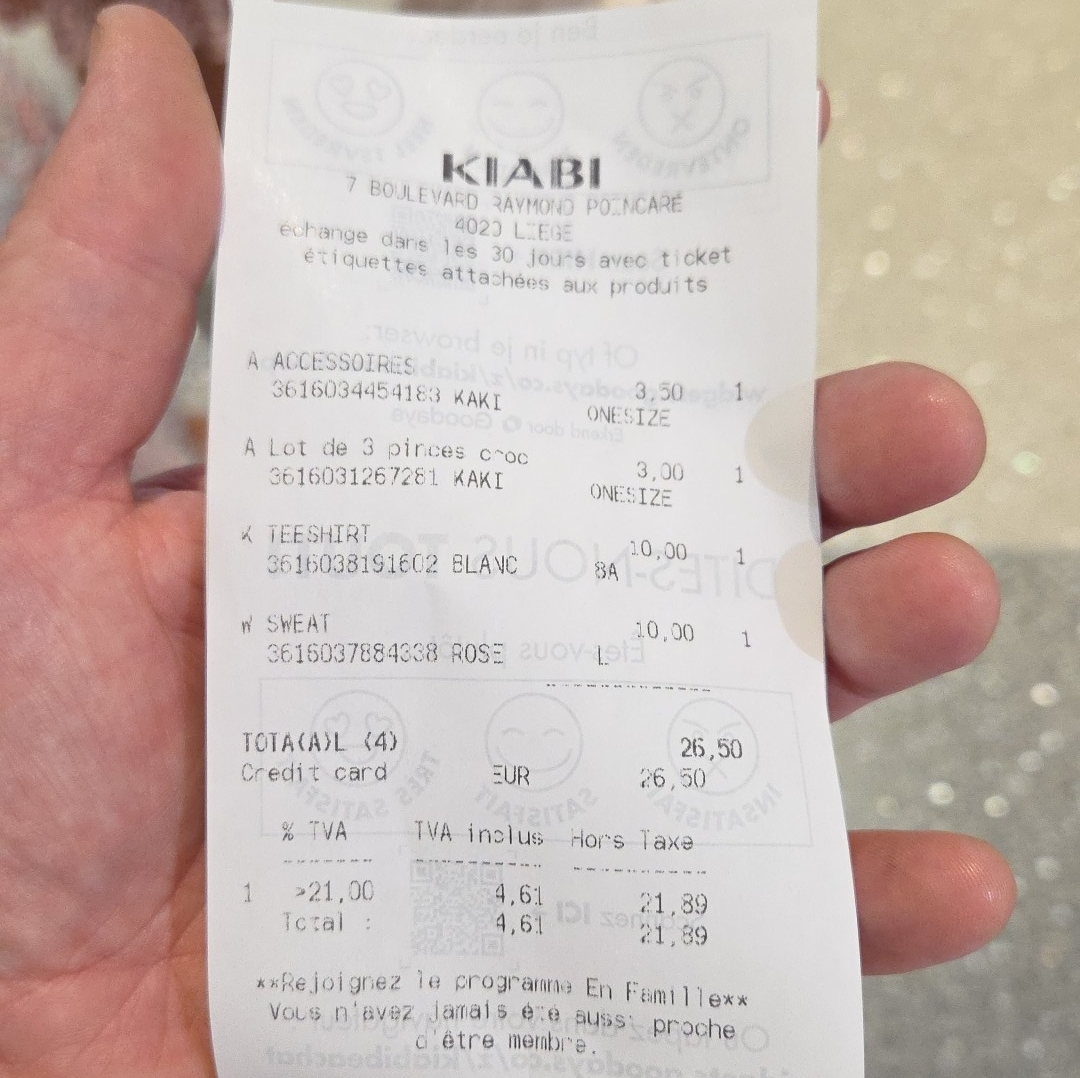 KIABI
7 BOULEVARD RAYMOND POINCARÉ
4020 LIEGE
échange dans les 30 jours avec ticket
étiquettes attachées aux produits
A ACCESSOIRES 3,50 1
3616034454183 KAKI ONESIZE
A Lot de 3 pinces croc 3,00 1
3616031267281 KAKI ONESIZE
K TEESHIRT 10,00 1
3616038191602 BLANC 8A
W SWEAT 10,00 1
3616037884338 ROSE L
TOTA(A)L (4) 26,50
Credit card EUR 26,50
% TVA TVA inclus Hors Taxe
1 >21,00 4,61 21,89
Total : 4,61 21,89
**Rejoignez le programme En Famille**
Vous n'avez jamais été aussi proche
d'être membre.